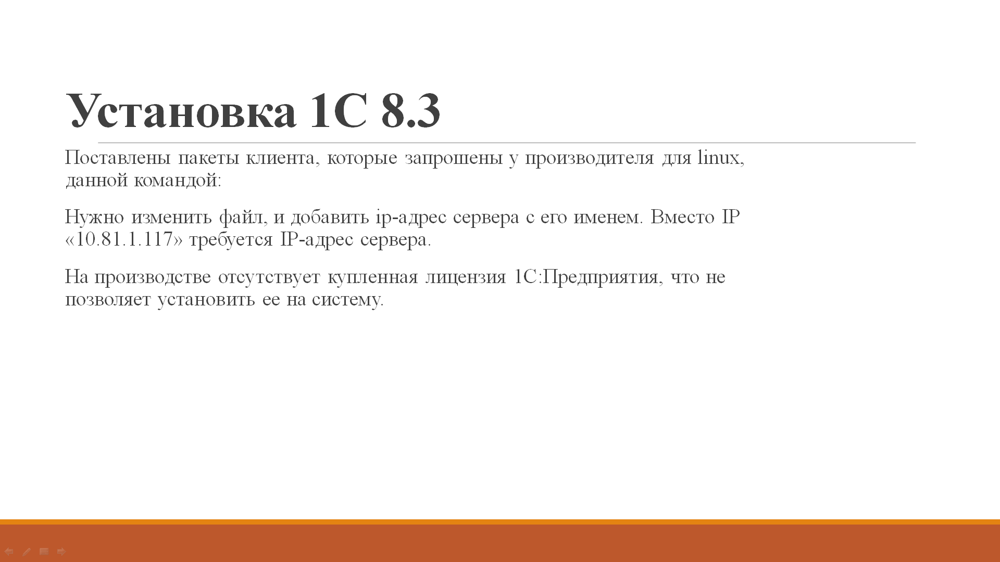 Установка 1С 8.3
Поставлены пакеты клиента, которые запрошены у производителя для linux,
данной командой:
Нужно изменить файл, и добавить ip-адрес сервера с его именем. Вместо IP
«10.81.1.117» требуется IP-адрес сервера.
На производстве отсутствует купленная лицензия 1С:Предприятия, что не
позволяет установить ее на систему.